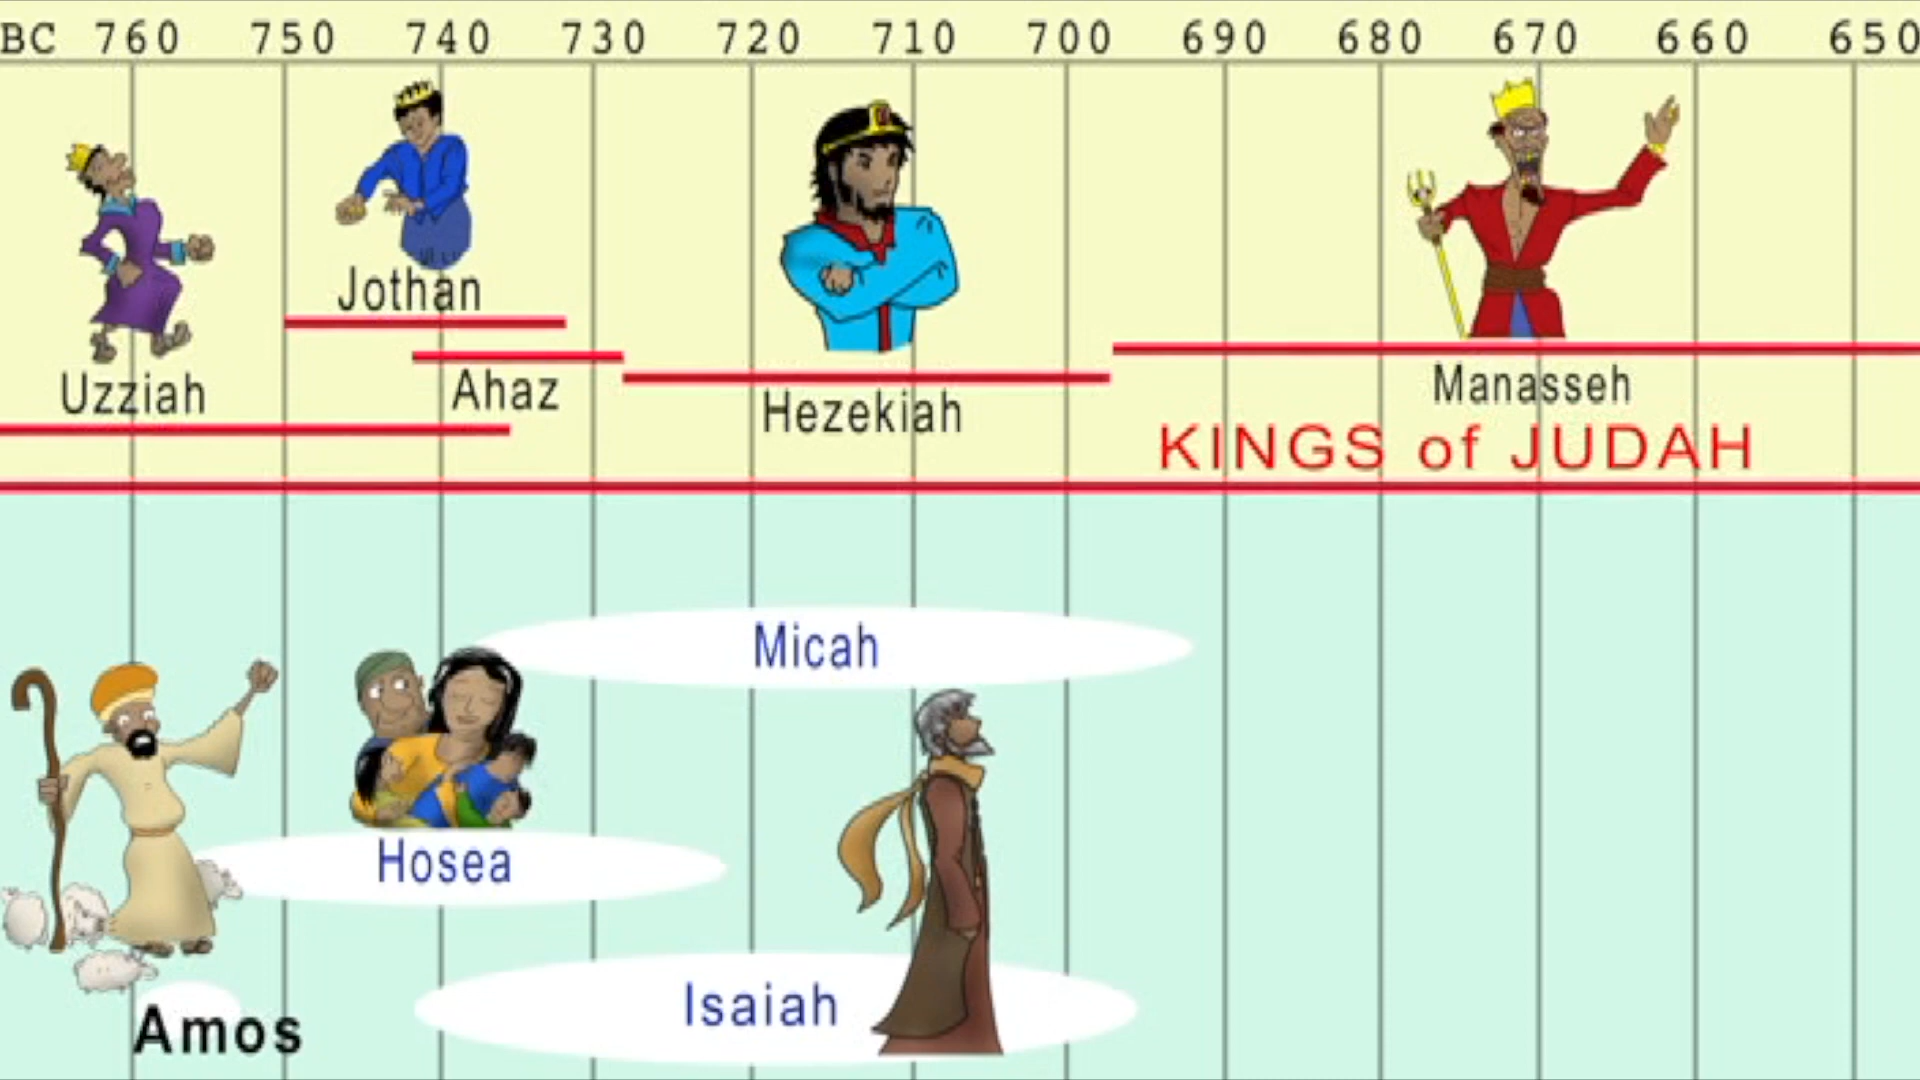 BC 760 750 740 730 720 710 700 690 680 670 660 650
Jothan
Uzziah
Ahaz
Hezekiah
Manasseh
KINGS of JUDAH
Micah
Hosea
Isaiah
Amos